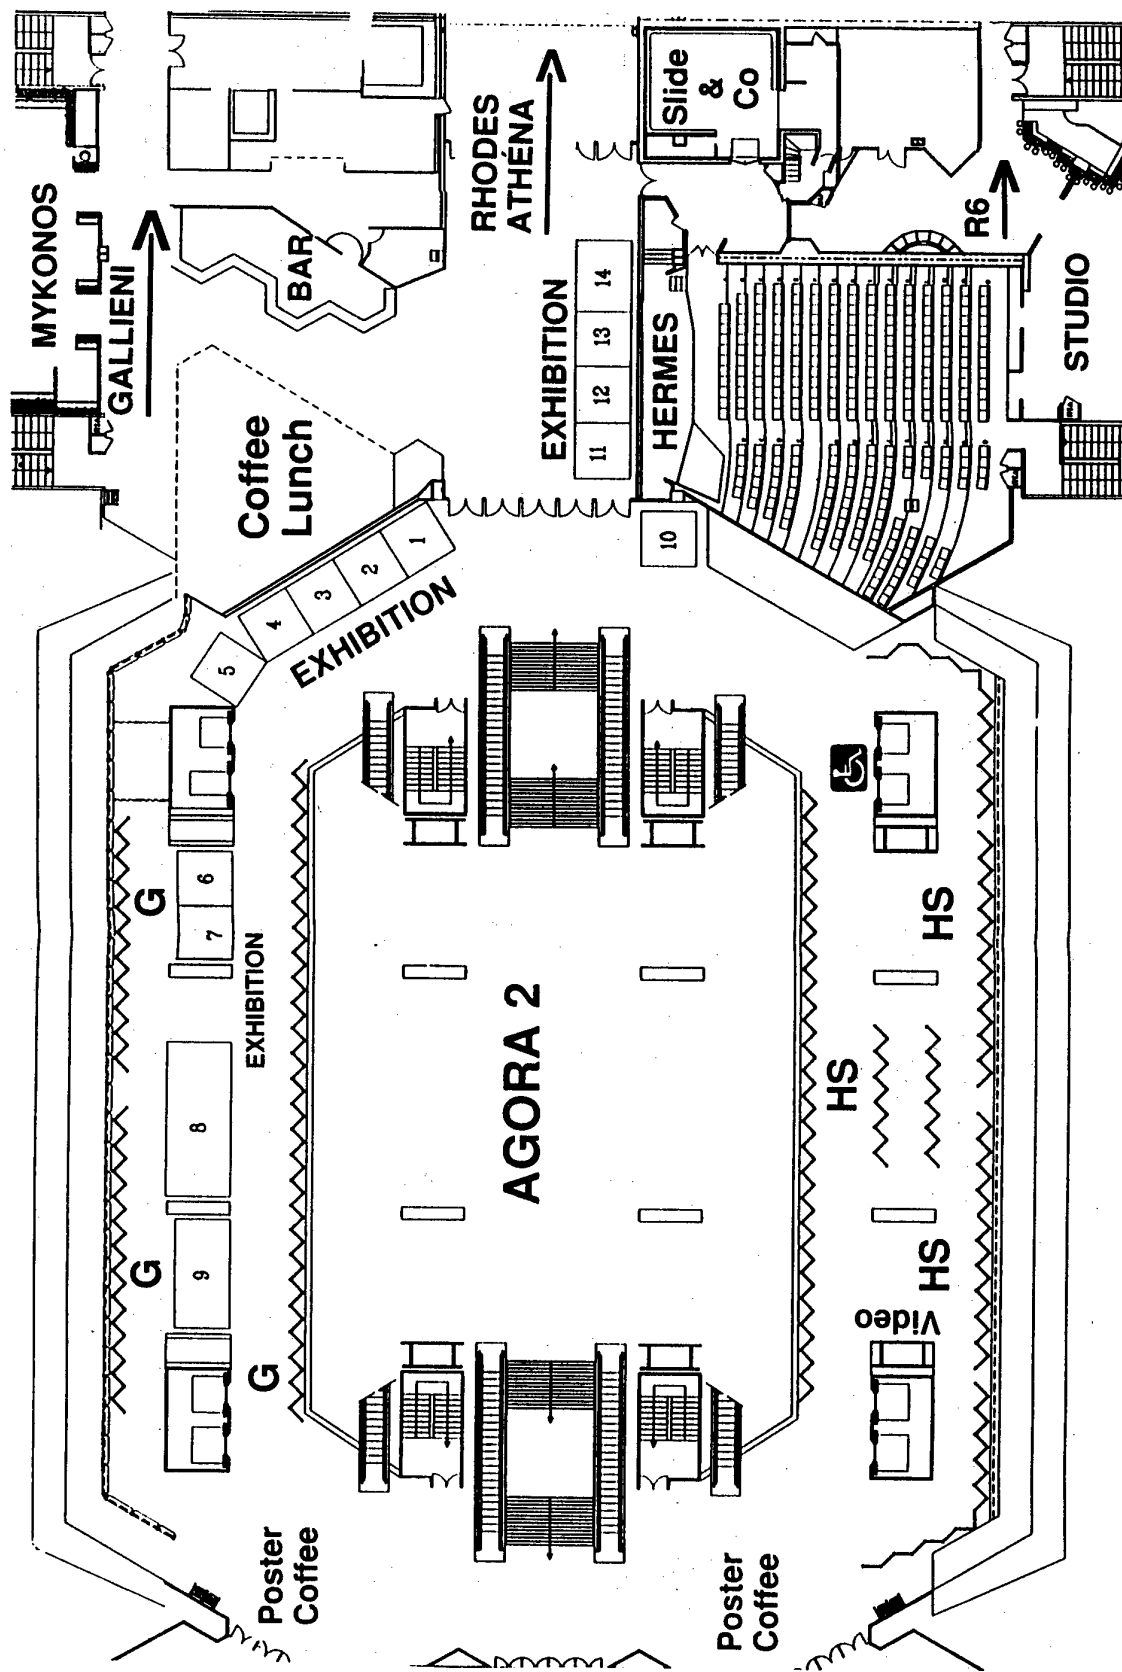 MYKONOS
GALLIENI
BAR
RHODES
ATHÉNA
Slide
&
Co
R6
STUDIO
HERMES
EXHIBITION
11
12
13
14
Coffee
Lunch
10
1
2
3
4
5
EXHIBITION
G
6
7
EXHIBITION
8
G
9
G
AGORA 2
HS
HS
HS
Video
Poster
Coffee
Poster
Coffee